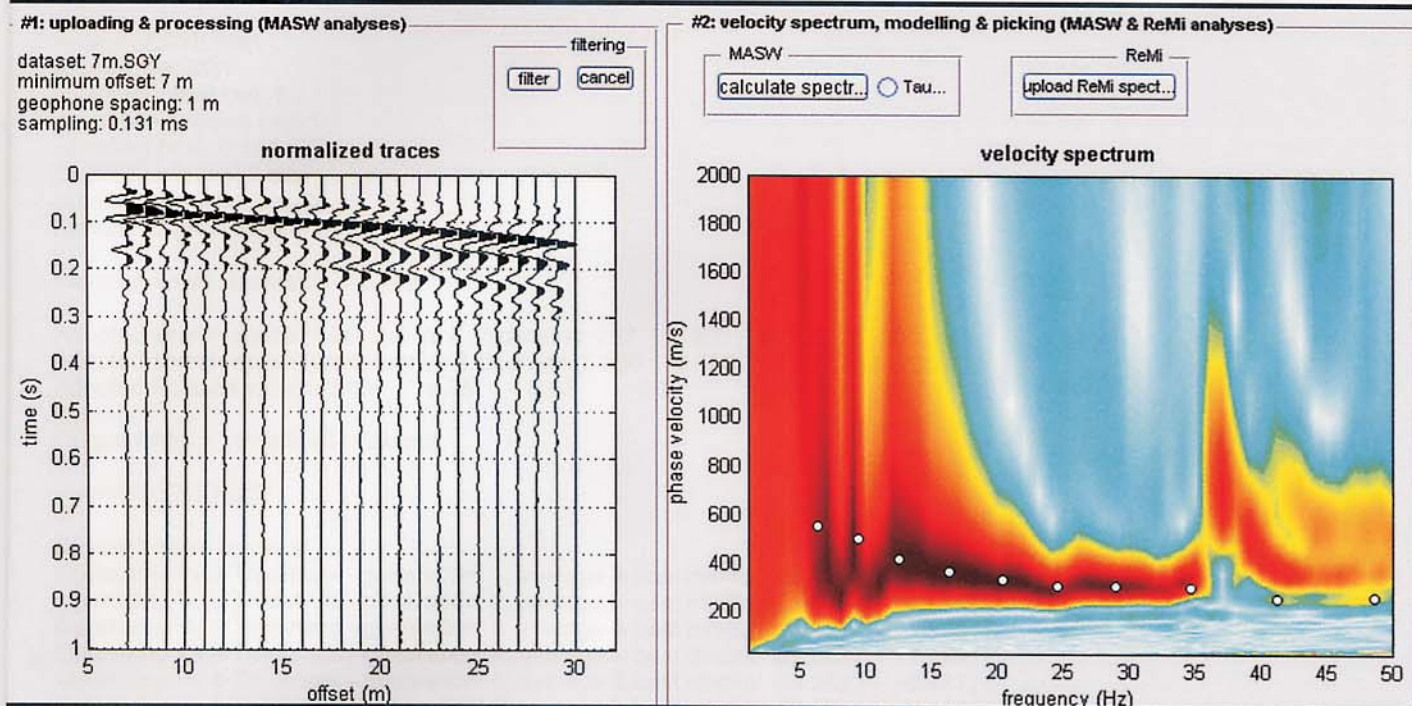 #1: uploading & processing (MASW analyses)
dataset: 7m.SGY
minimum offset: 7 m
geophone spacing: 1 m
sampling: 0.131 ms
filtering
filter
cancel
normalized traces
0
0.1
0.2
0.3
0.4
0.5
0.6
0.7
0.8
0.9
1
time (s)
5
10
15
20
25
30
offset (m)
#2: velocity spectrum, modelling & picking (MASW & ReMi analyses)
MASW
calculate spectr...
Tau...
ReMi
upload ReMi spect...
velocity spectrum
2000
1800
1600
1400
1200
1000
800
600
400
200
phase velocity (m/s)
5
10
15
20
25
30
35
40
45
50
frequency (Hz)